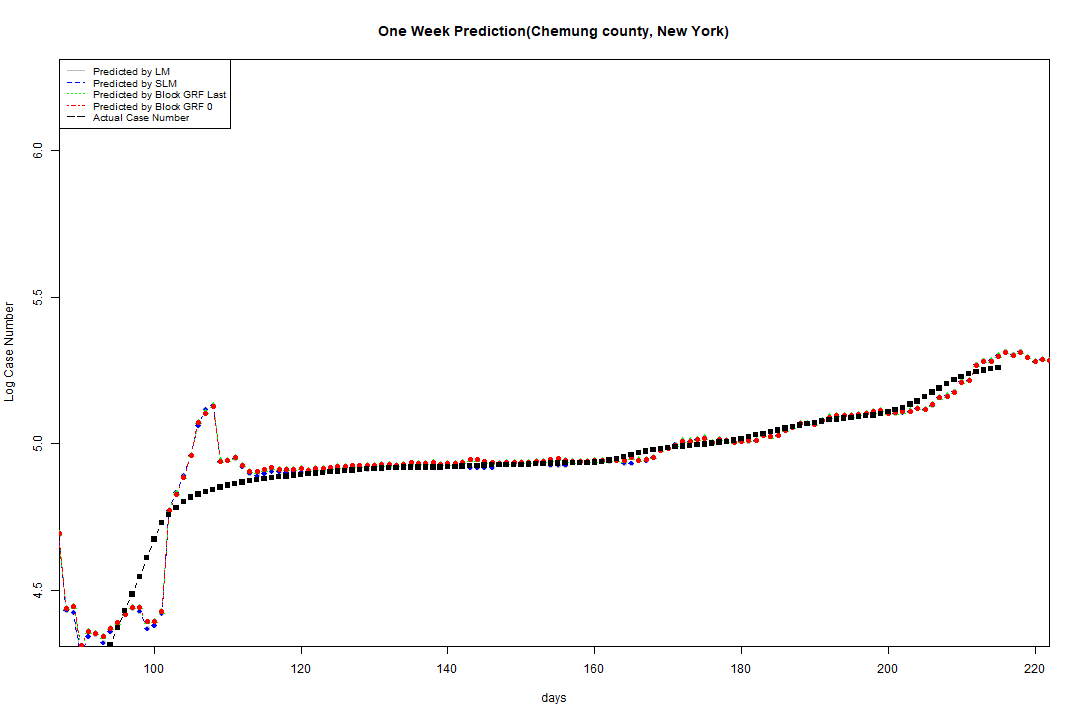 One Week Prediction(Chemung county, New York)
Predicted by LM
Predicted by SLM
Predicted by Block GRF Last
Predicted by Block GRF 0
Actual Case Number
Log Case Number
6.0
5.5
5.0
4.5
100 120 140 160 180 200 220
days